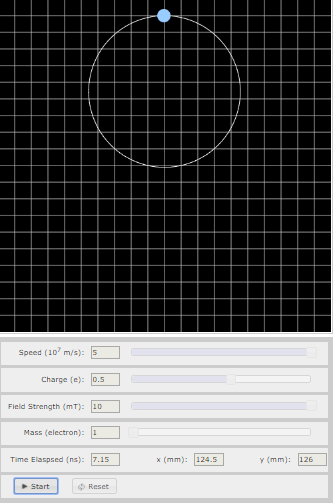 Speed (10⁷ m/s): 5
Charge (e): 0.5
Field Strength (mT): 10
Mass (electron): 1
Time Elaspsed (ns): 7.15 x (mm): 124.5 y (mm): 126
Start Reset